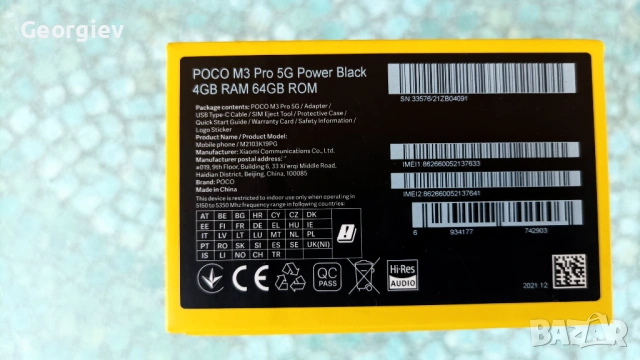 Georgiev
POCO M3 Pro 5G Power Black
4GB RAM 64GB ROM
Package contents: POCO M3 Pro 5G / Adapter /
USB Type-C Cable / SIM Eject Tool / Protective Case /
Quick Start Guide / Warranty Card / Safety Information /
Logo Sticker
Product Name / Product Model:
Mobile phone / M2103K19PG
Manufacturer: Xiaomi Communications Co., Ltd.
Manufacturer postal address:
#019, 9th Floor, Building 6, 33 Xi'erqi Middle Road,
Haidian District, Beijing, China, 100085
Brand: POCO
Made in China
This device is restricted to indoor use only when operating in
5150 to 5350 Mhz frequency range in following countries:
AT BE BG HR CY CZ DK
EE FI FR DE EL HU IE
IT LV LT LU MT NL PL
PT RO SK SI ES SE UK(NI)
IS LI NO CH TR
SN: 33576/21ZB04091
IMEI1 862660052137633
IMEI2 862660052137641
6 934177 742903
CE
QC
PASS
Hi-Res
AUDIO
2021.12
BAZAR